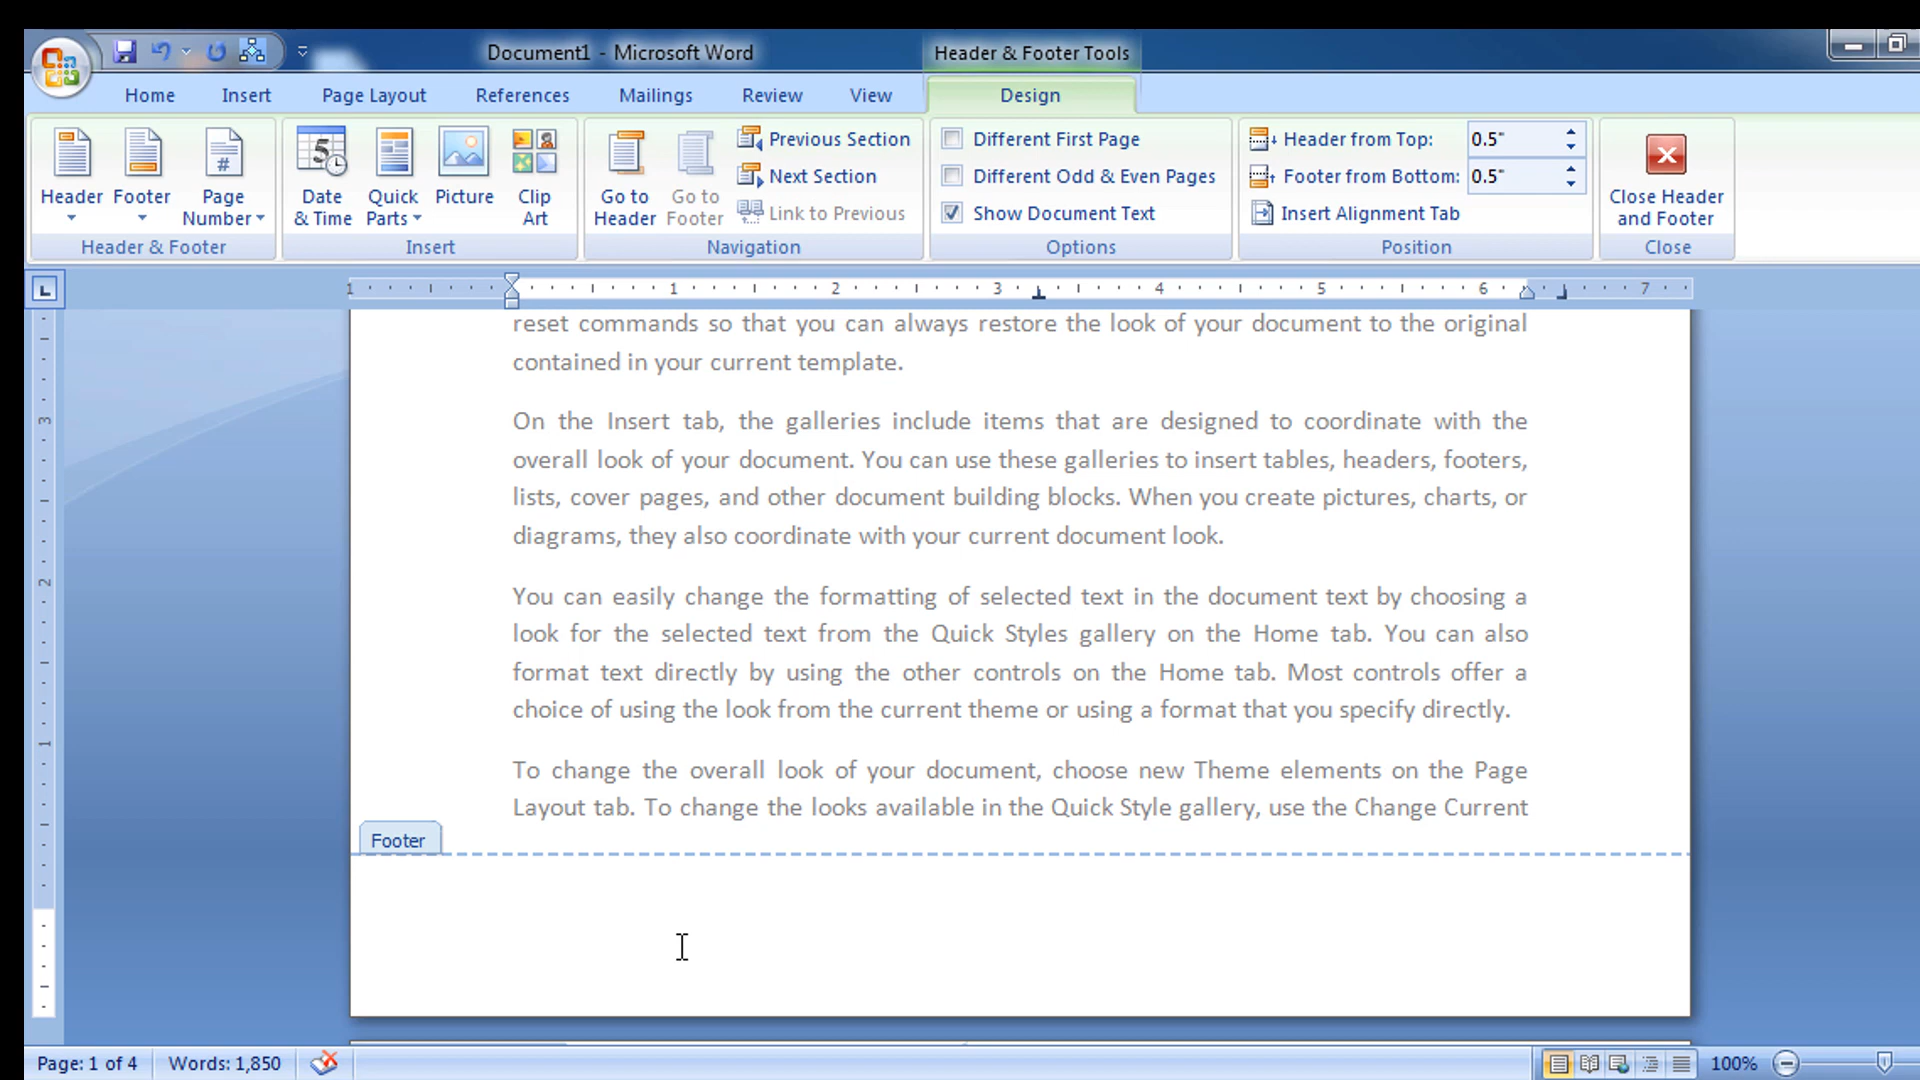 Document1 - Microsoft Word
Header & Footer Tools
Home
Insert
Page Layout
References
Mailings
Review
View
Design
Header
Footer
Page Number
Header & Footer
5
Date & Time
Quick Parts
Picture
Clip Art
Insert
Go to Header
Go to Footer
Previous Section
Next Section
Link to Previous
Navigation
Different First Page
Different Odd & Even Pages
Show Document Text
Options
Header from Top: 0.5"
Footer from Bottom: 0.5"
Insert Alignment Tab
Position
Close Header and Footer
Close
L
1 1 2 3 4 5 6 7
reset commands so that you can always restore the look of your document to the original
contained in your current template.
On the Insert tab, the galleries include items that are designed to coordinate with the
overall look of your document. You can use these galleries to insert tables, headers, footers,
lists, cover pages, and other document building blocks. When you create pictures, charts, or
diagrams, they also coordinate with your current document look.
You can easily change the formatting of selected text in the document text by choosing a
look for the selected text from the Quick Styles gallery on the Home tab. You can also
format text directly by using the other controls on the Home tab. Most controls offer a
choice of using the look from the current theme or using a format that you specify directly.
To change the overall look of your document, choose new Theme elements on the Page
Layout tab. To change the looks available in the Quick Style gallery, use the Change Current
Footer
3
2
1
Page: 1 of 4
Words: 1,850
100%